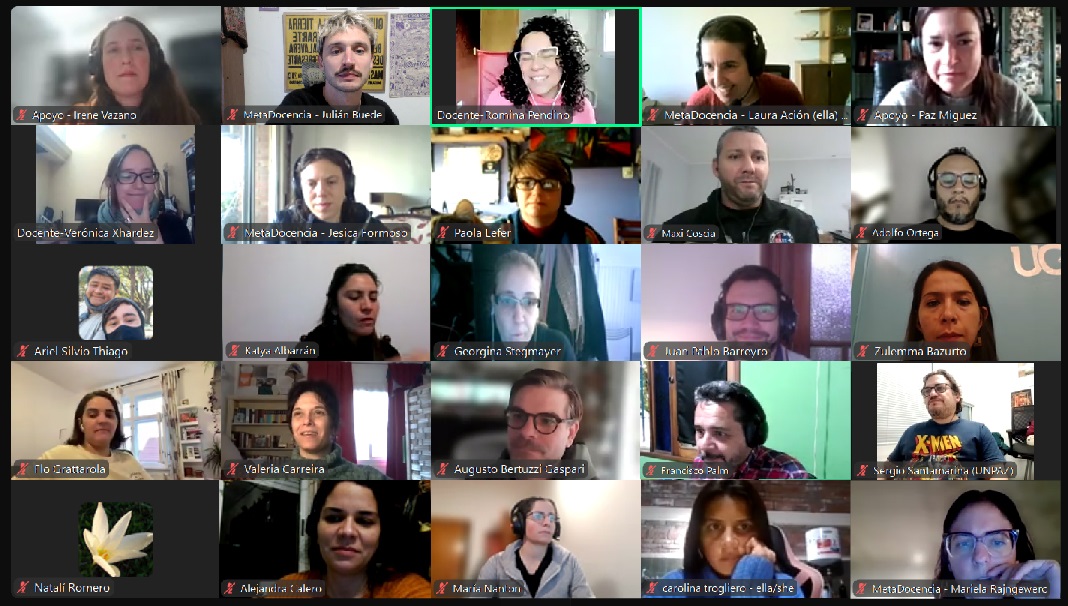 Apoyo - Irene Vazano
MetaDocencia - Julián Buede
Docente-Romina Pendino
MetaDocencia - Laura Ación (ella) ...
Apoyo - Paz Míguez
Docente-Verónica Xhardez
MetaDocencia - Jesica Formoso
Paola Lefer
Maxi Coscia
Adolfo Ortega
Ariel Silvio Thiago
Katya Albarrán
Georgina Stegmayer
Juan Pablo Barreyro
Zulemma Bazurto
Flo Grattarola
Valeria Carreira
Augusto Bertuzzi Gaspari
Francisco Palm
X-MEN
Sergio Santamarina (UNPAZ)
Natalí Romero
Alejandra Calero
María Nanton
carolina trogliero - ella/she
MetaDocencia - Mariela Rajngewerc